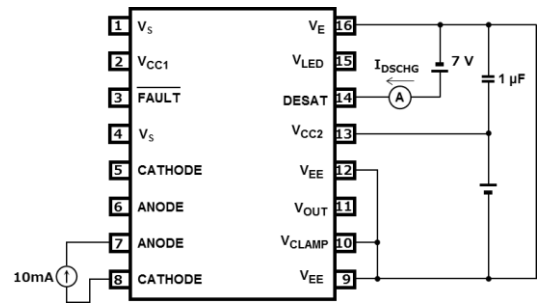 1 VS
2 VCC1
3 FAULT
4 VS
5 CATHODE
6 ANODE
7 ANODE
8 CATHODE
VE 16
VLED 15
DESAT 14
VCC2 13
VEE 12
VOUT 11
VCLAMP 10
VEE 9
10mA
IDSCHG
A
7 V
1 μF